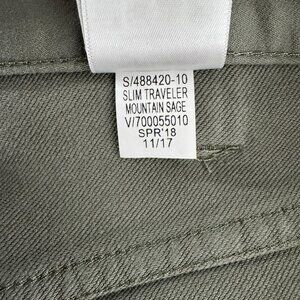 S/488420-10
SLIM TRAVELER
MOUNTAIN SAGE
V/700055010
SPR'18
11/17